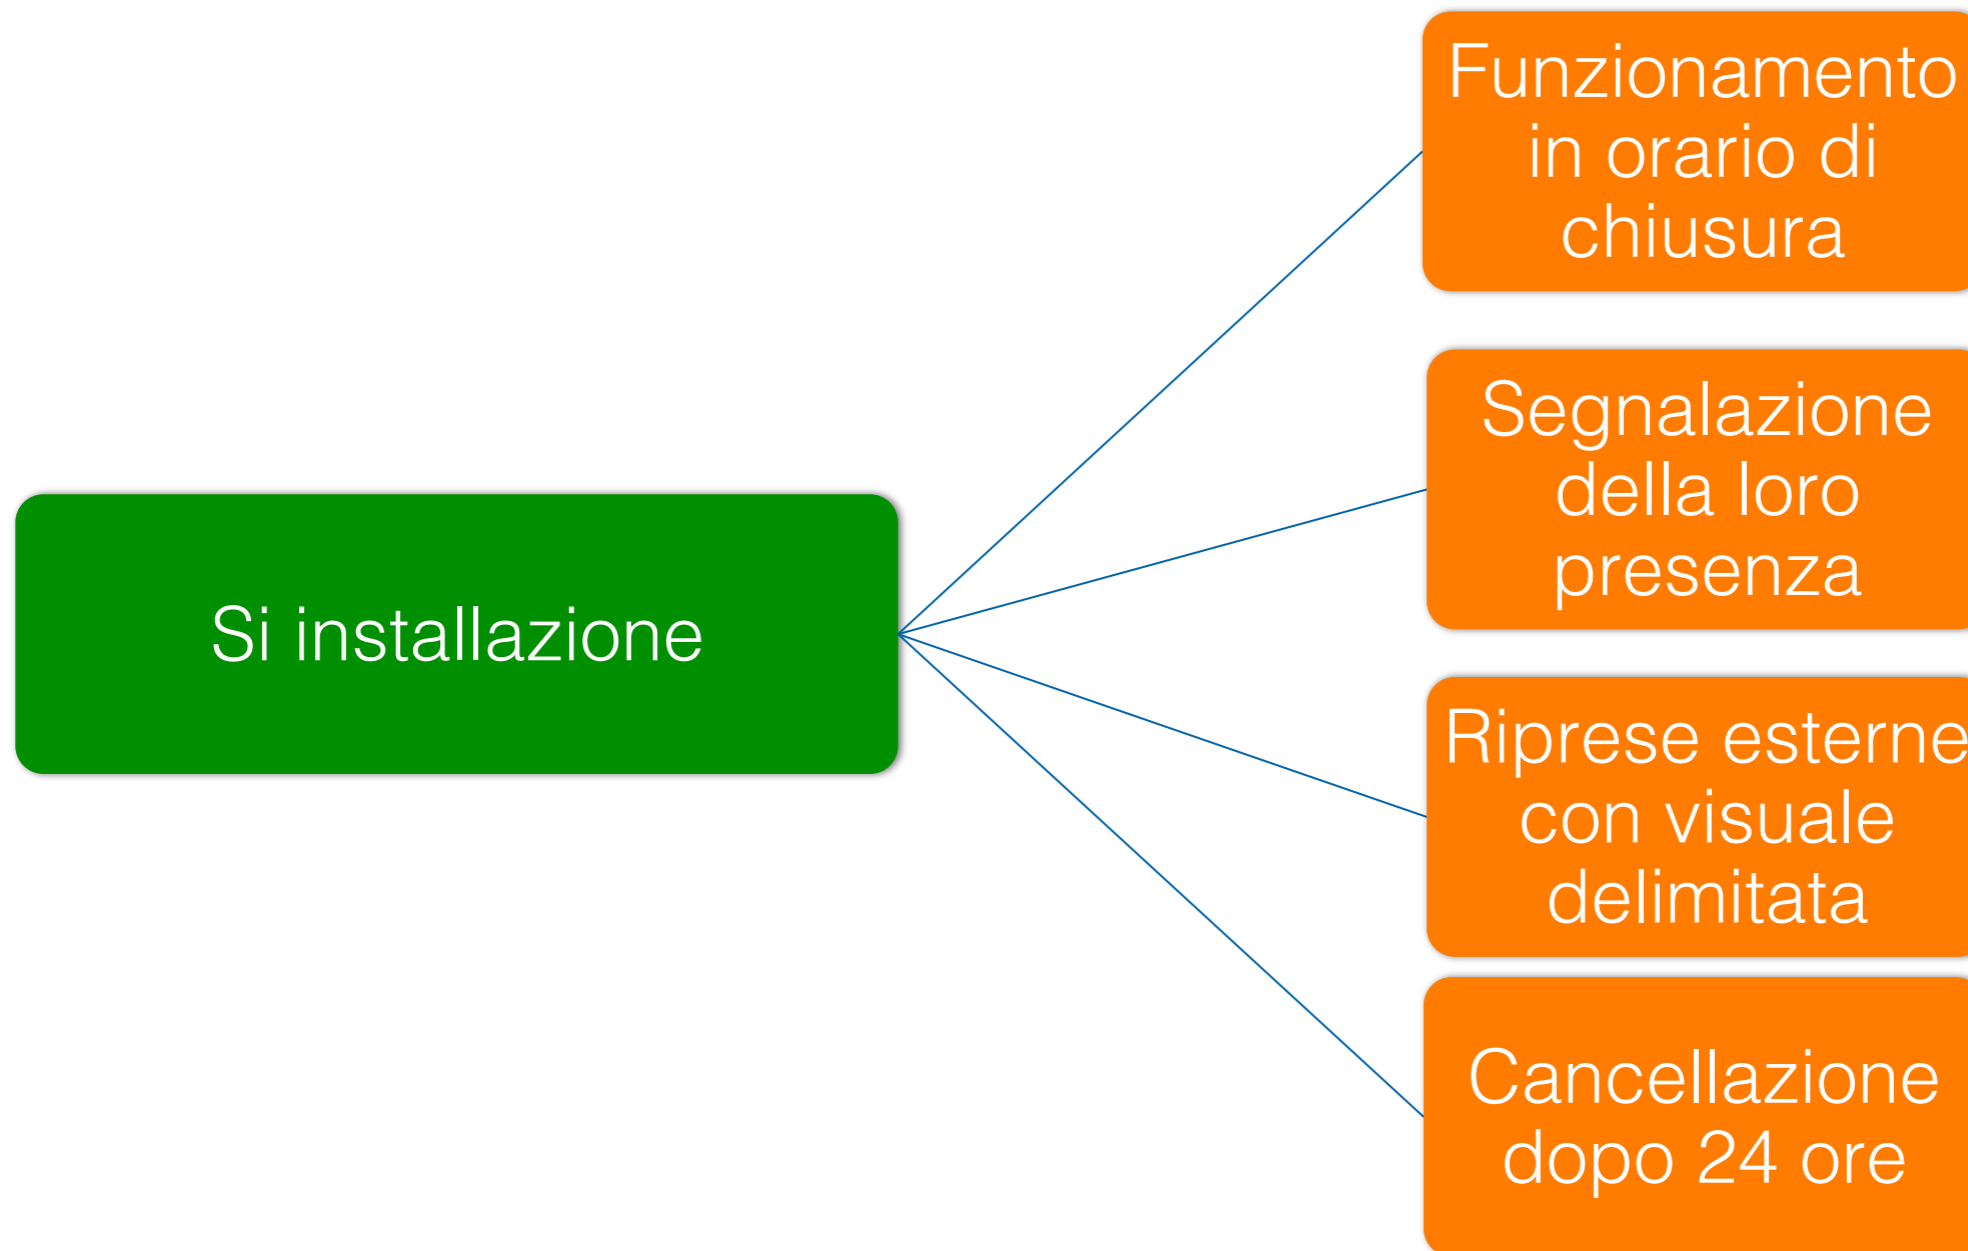 Funzionamento
in orario di
chiusura
Segnalazione
della loro
presenza
Si installazione
Riprese esterne
con visuale
delimitata
Cancellazione
dopo 24 ore